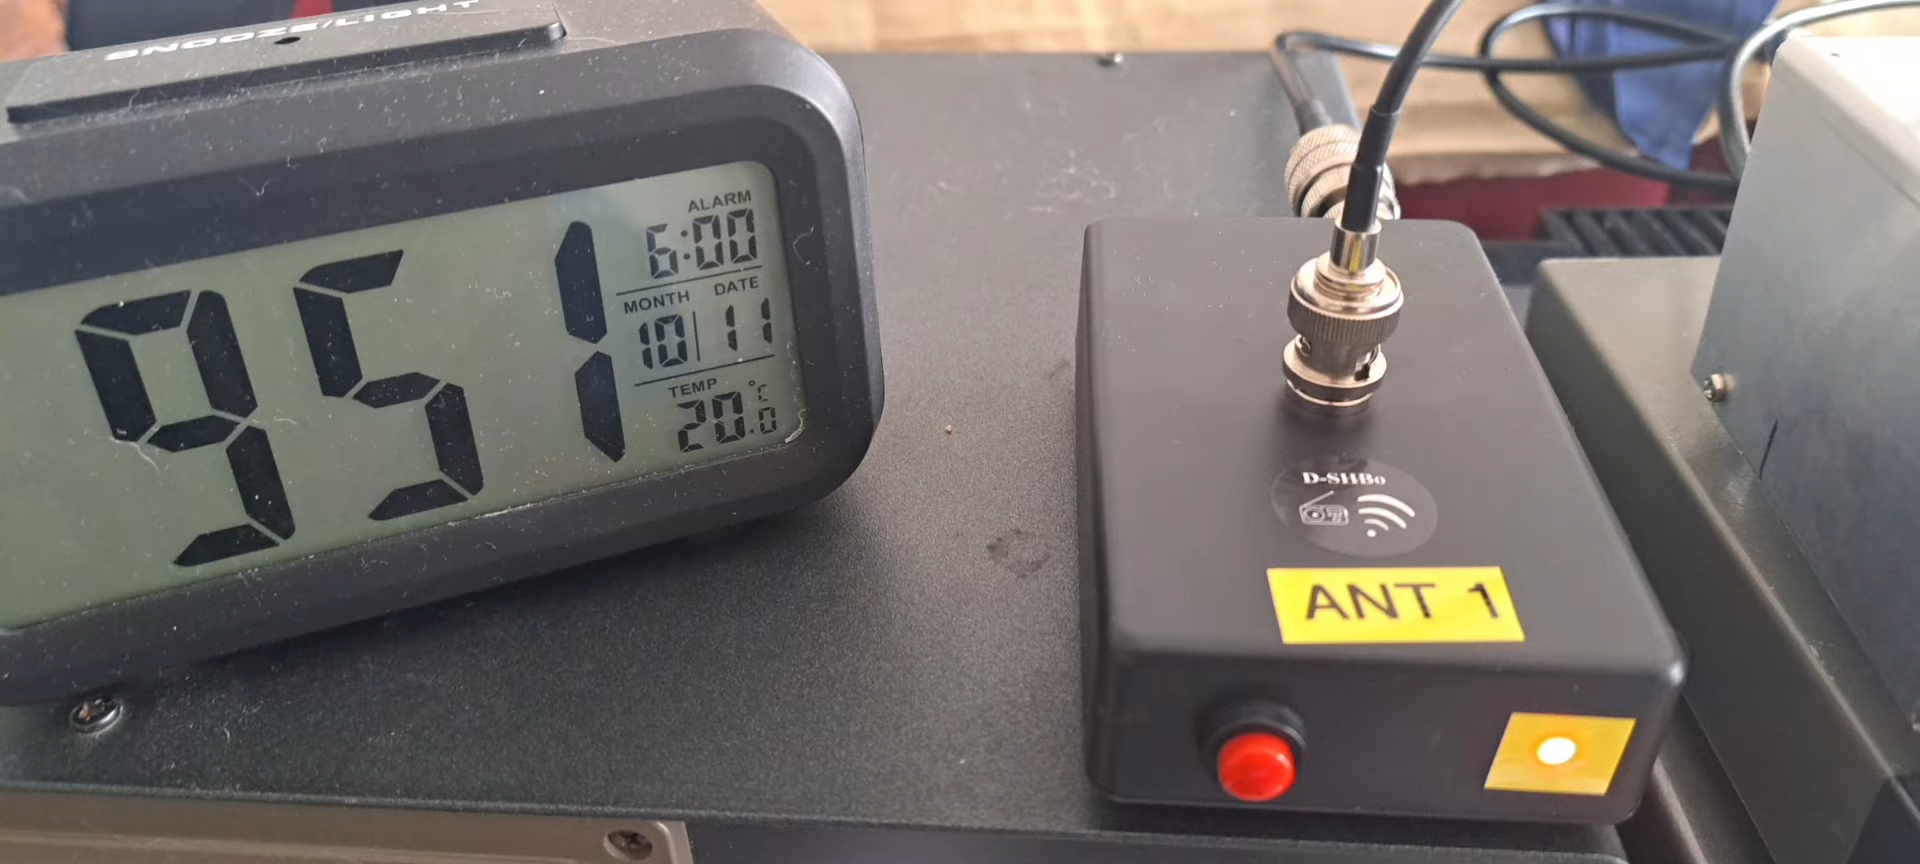 SNOOZE/LIGHT
9 51
ALARM
6:00
MONTH DATE
10 11
TEMP
20.0 °C
D-SHBo
ANT 1